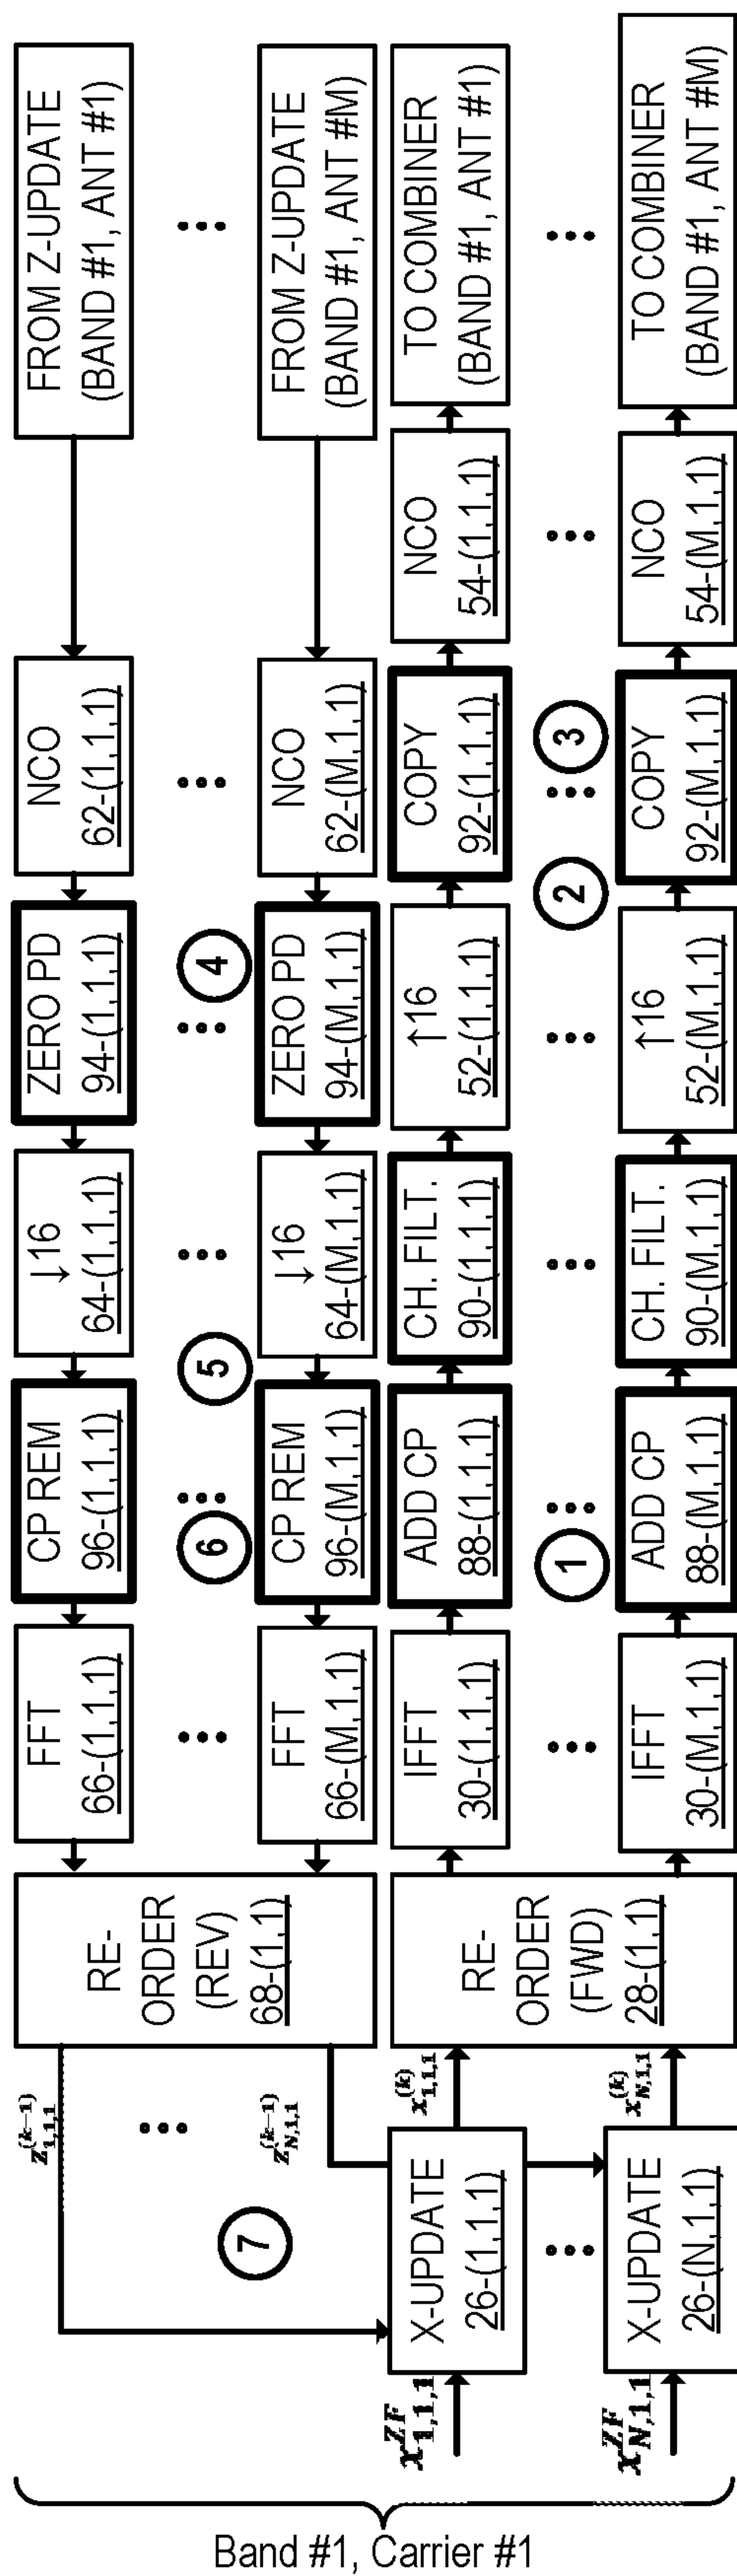 FROM Z-UPDATE
(BAND #1, ANT #1)
NCO
62-(1,1,1)
ZERO PD
94-(1,1,1)
↓16
64-(1,1,1)
CP REM
96-(1,1,1)
FFT
66-(1,1,1)
4
5
6
FROM Z-UPDATE
(BAND #1, ANT #M)
NCO
62-(M,1,1)
ZERO PD
94-(M,1,1)
↓16
64-(M,1,1)
CP REM
96-(M,1,1)
FFT
66-(M,1,1)
RE-
ORDER
(REV)
68-(1,1)
z_{1,1,1}^{(k-1)}
z_{N,1,1}^{(k-1)}
7
x_{1,1,1}^{ZF}
X-UPDATE
26-(1,1,1)
x_{1,1,1}^{(k)}
x_{N,1,1}^{ZF}
X-UPDATE
26-(N,1,1)
x_{N,1,1}^{(k)}
RE-
ORDER
(FWD)
28-(1,1)
IFFT
30-(1,1,1)
ADD CP
88-(1,1,1)
CH. FILT.
90-(1,1,1)
↑16
52-(1,1,1)
COPY
92-(1,1,1)
NCO
54-(1,1,1)
TO COMBINER
(BAND #1, ANT #1)
1
2
3
IFFT
30-(M,1,1)
ADD CP
88-(M,1,1)
CH. FILT.
90-(M,1,1)
↑16
52-(M,1,1)
COPY
92-(M,1,1)
NCO
54-(M,1,1)
TO COMBINER
(BAND #1, ANT #M)
Band #1, Carrier #1